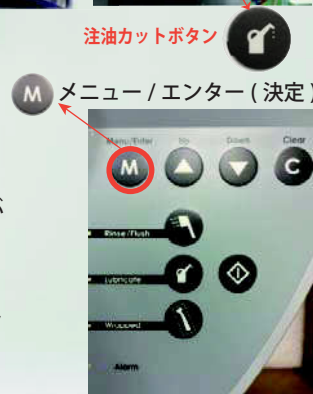 注油カットボタン
M メニュー / エンター ( 決定 )
Menu/Enter Up Down Clear
M C
Rinse/Flush
Lubricate
Wrapped
Alarm